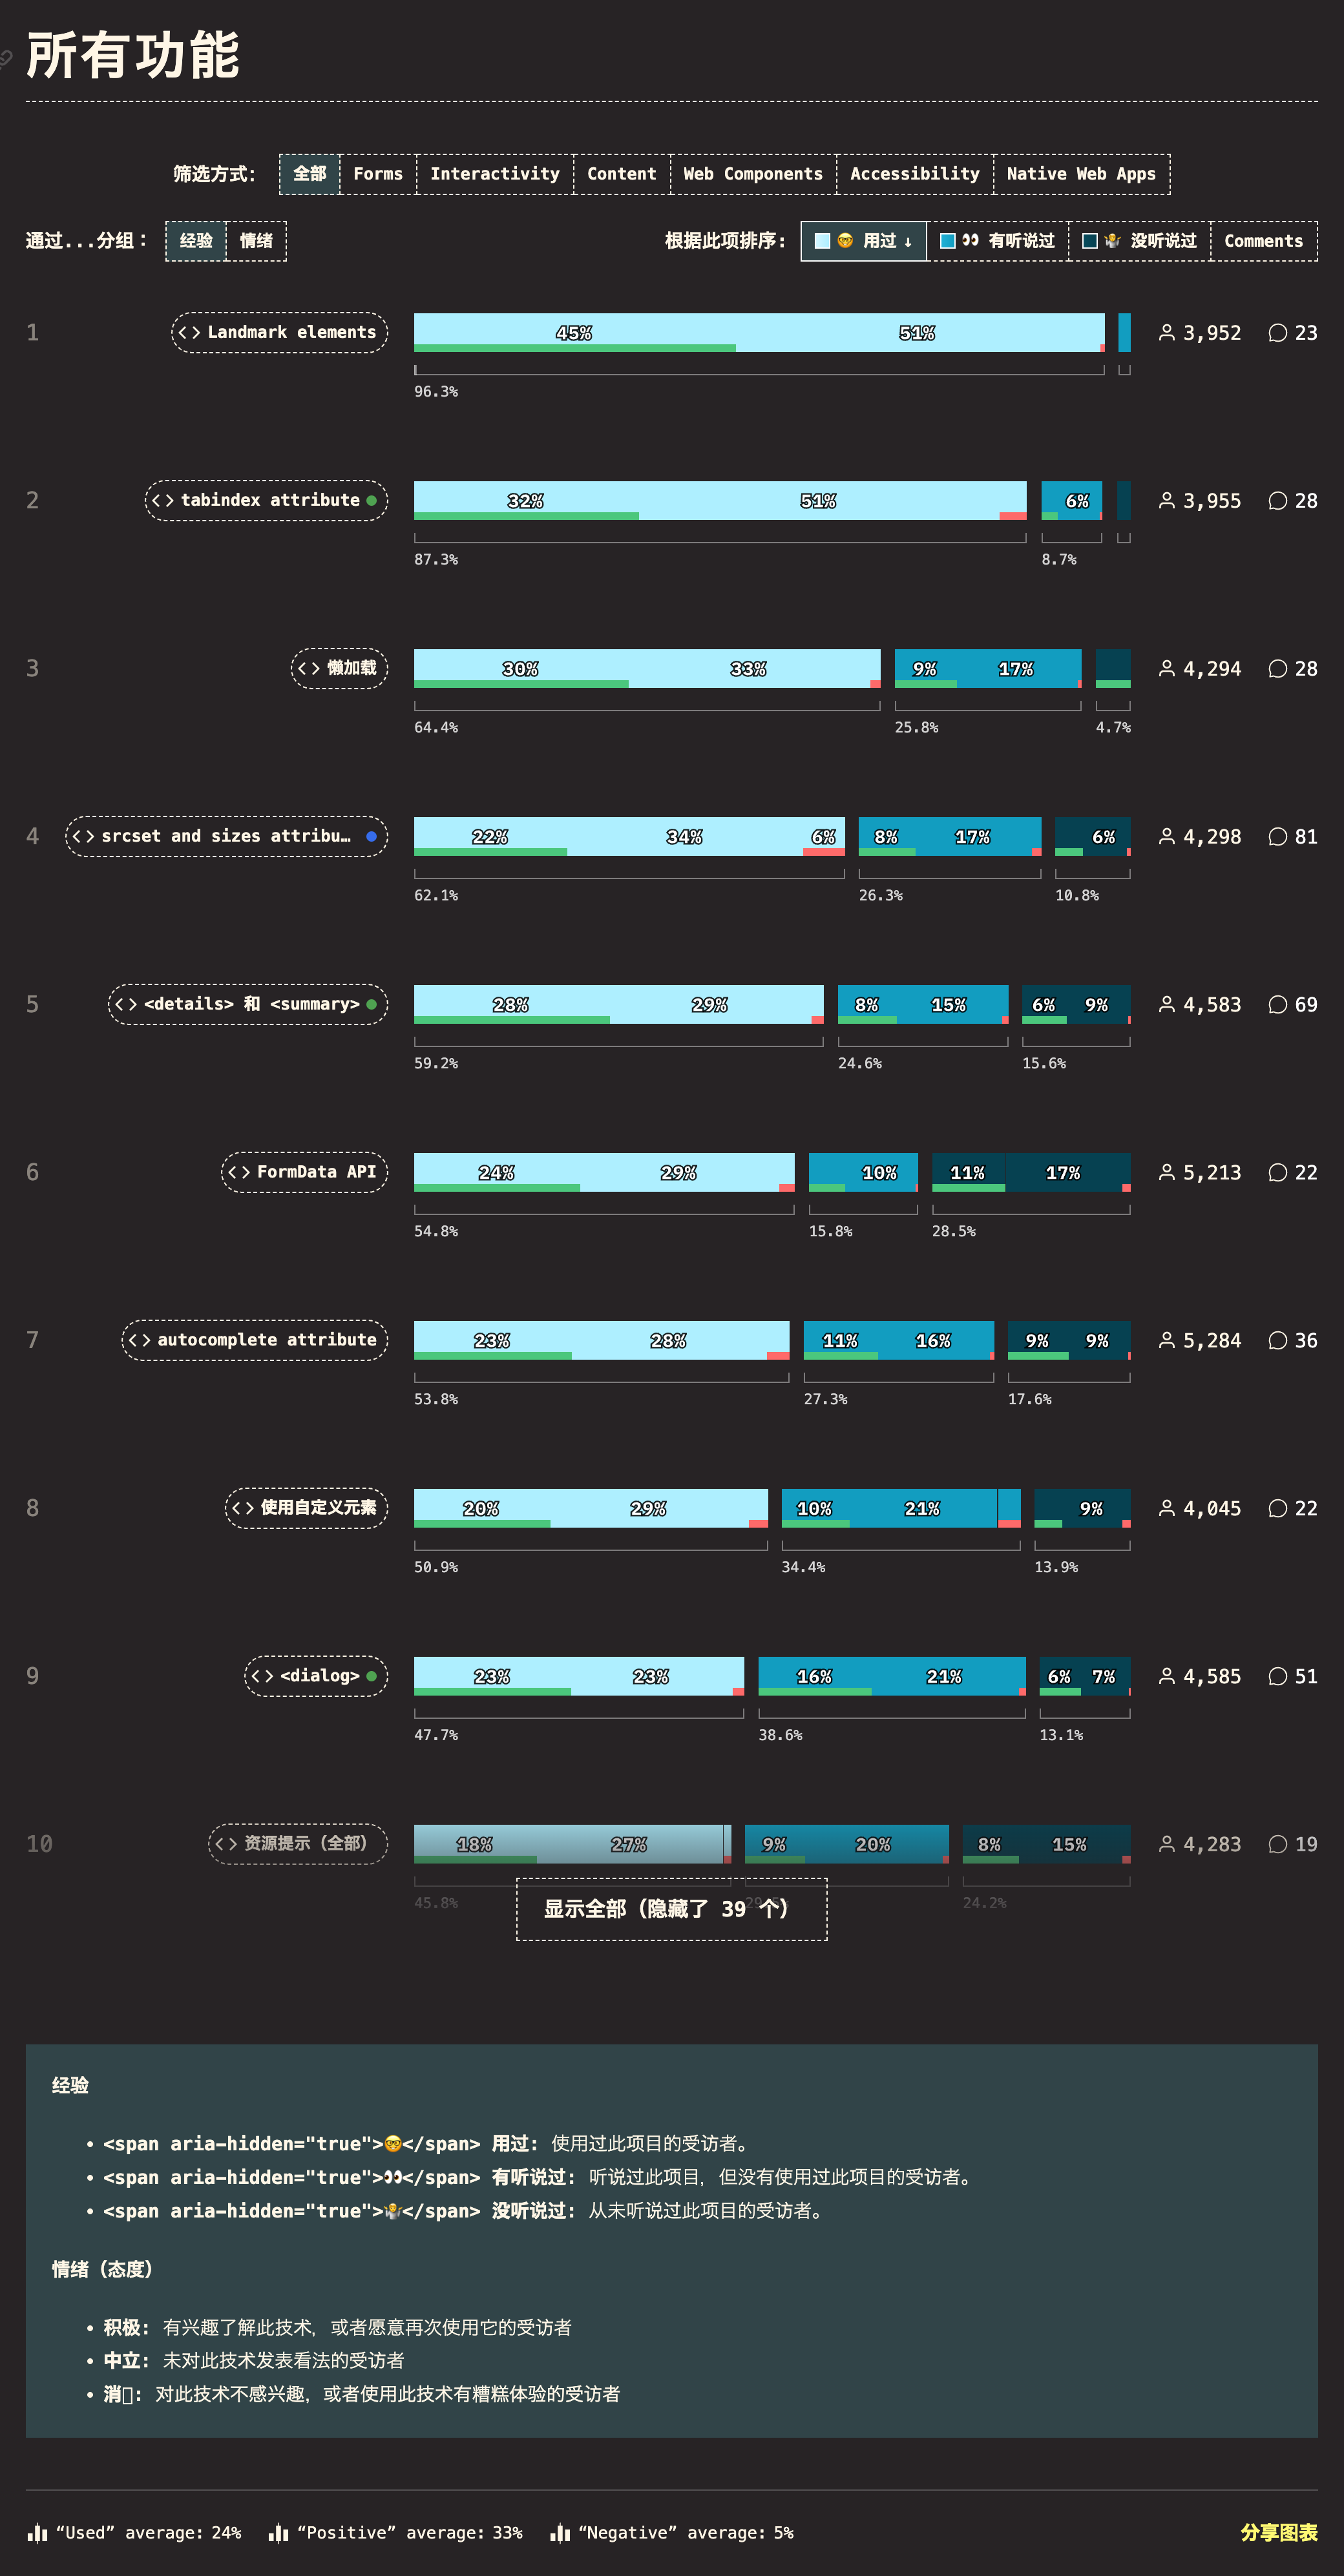 所有功能
筛选方式: 全部 Forms Interactivity Content Web Components Accessibility Native Web Apps
通过...分组: 经验 情绪 根据此项排序: 🤓 用过 ↓ 👀 有听说过 🤷 没听说过 Comments
1 <> Landmark elements 45% 51% 3,952 23
96.3%
2 <> tabindex attribute 32% 51% 6% 3,955 28
87.3% 8.7%
3 <> 懒加载 30% 33% 9% 17% 4,294 28
64.4% 25.8% 4.7%
4 <> srcset and sizes attribu… 22% 34% 6% 8% 17% 6% 4,298 81
62.1% 26.3% 10.8%
5 <> <details> 和 <summary> 28% 29% 8% 15% 6% 9% 4,583 69
59.2% 24.6% 15.6%
6 <> FormData API 24% 29% 10% 11% 17% 5,213 22
54.8% 15.8% 28.5%
7 <> autocomplete attribute 23% 28% 11% 16% 9% 9% 5,284 36
53.8% 27.3% 17.6%
8 <> 使用自定义元素 20% 29% 10% 21% 9% 4,045 22
50.9% 34.4% 13.9%
9 <> <dialog> 23% 23% 16% 21% 6% 7% 4,585 51
47.7% 38.6% 13.1%
10 <> 资源提示（全部） 18% 27% 9% 20% 8% 15% 4,283 19
45.8% 24.2%
显示全部（隐藏了 39 个）
经验
• <span aria-hidden="true">🤓</span> 用过: 使用过此项目的受访者。
• <span aria-hidden="true">👀</span> 有听说过: 听说过此项目，但没有使用过此项目的受访者。
• <span aria-hidden="true">🤷</span> 没听说过: 从未听说过此项目的受访者。
情绪（态度）
• 积极: 有兴趣了解此技术，或者愿意再次使用它的受访者
• 中立: 未对此技术发表看法的受访者
• 消▯: 对此技术不感兴趣，或者使用此技术有糟糕体验的受访者
“Used” average: 24% “Positive” average: 33% “Negative” average: 5% 分享图表